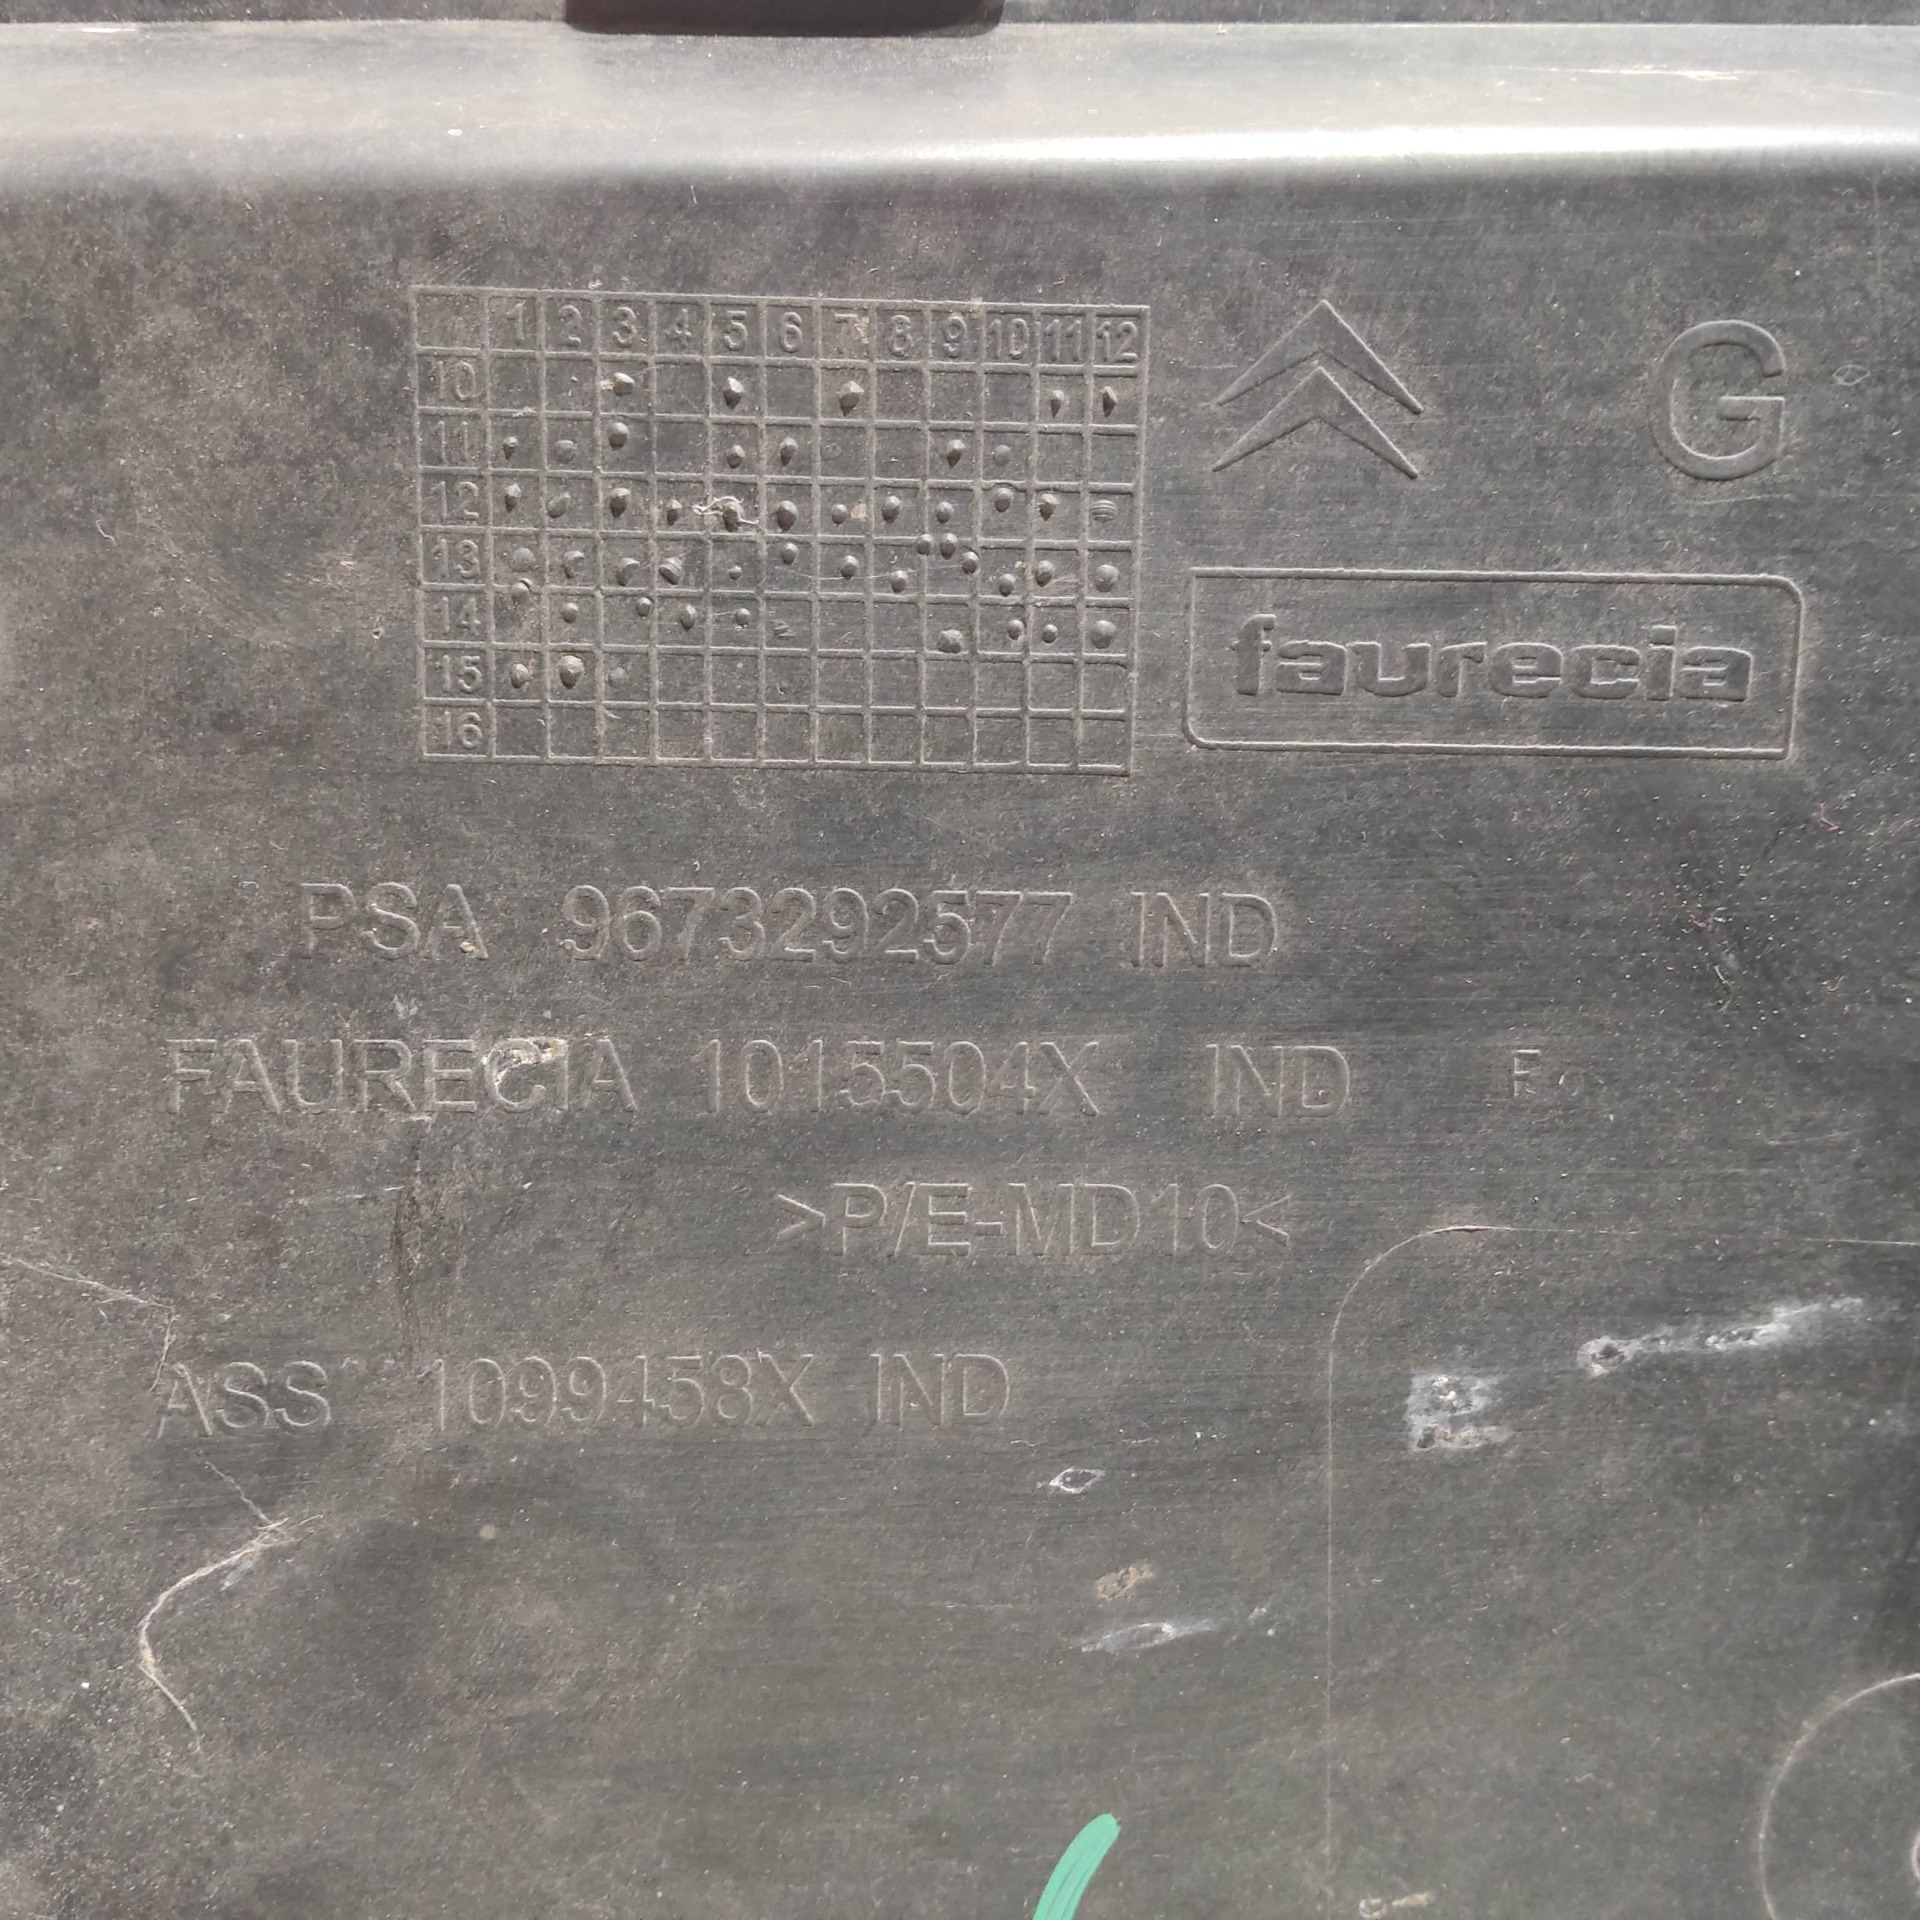 1 2 3 4 5 6 7 8 9 10 11 12
10
11
12
13
14
15
16
G
faurecia
PSA 9673292577 IND
FAURECIA 1015504X IND F
>P/E-MD10<
ASS 1099458X IND